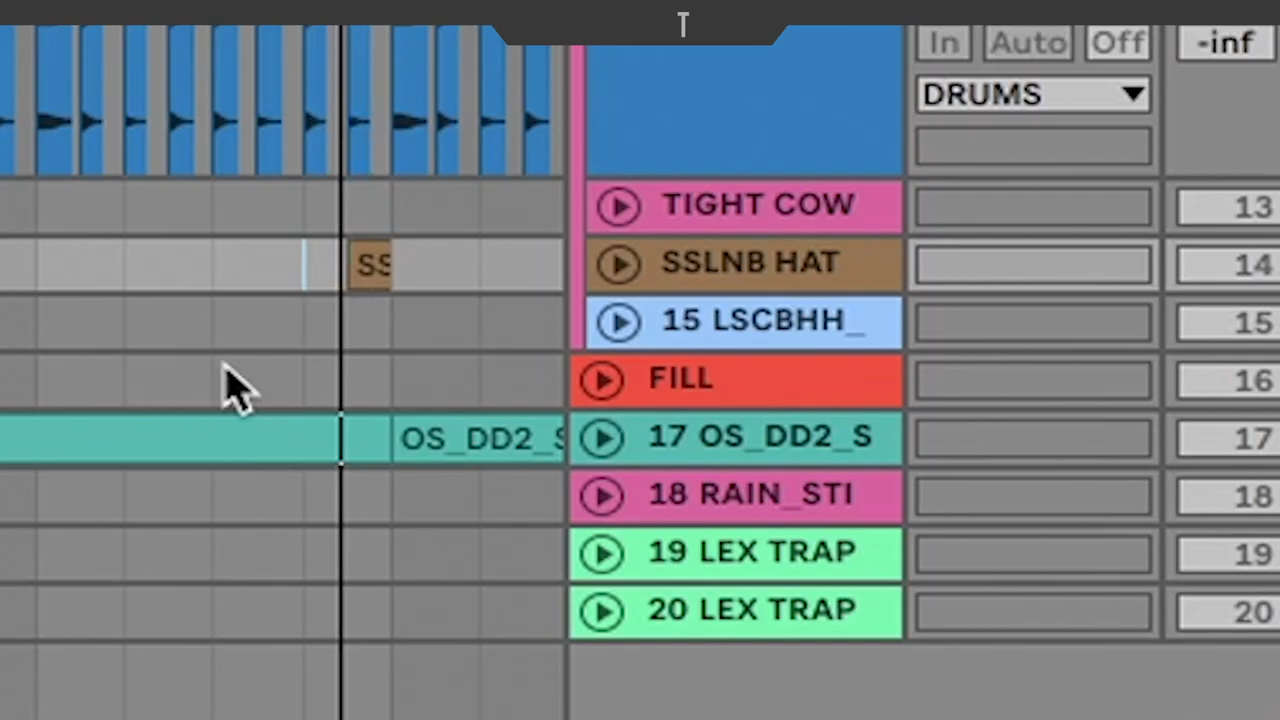 T
In Auto Off -inf
DRUMS
TIGHT COW 13
SS SSLNB HAT 14
15 LSCBHH_ 15
FILL 16
OS_DD2_S 17 OS_DD2_S 17
18 RAIN_STI 18
19 LEX TRAP 19
20 LEX TRAP 20